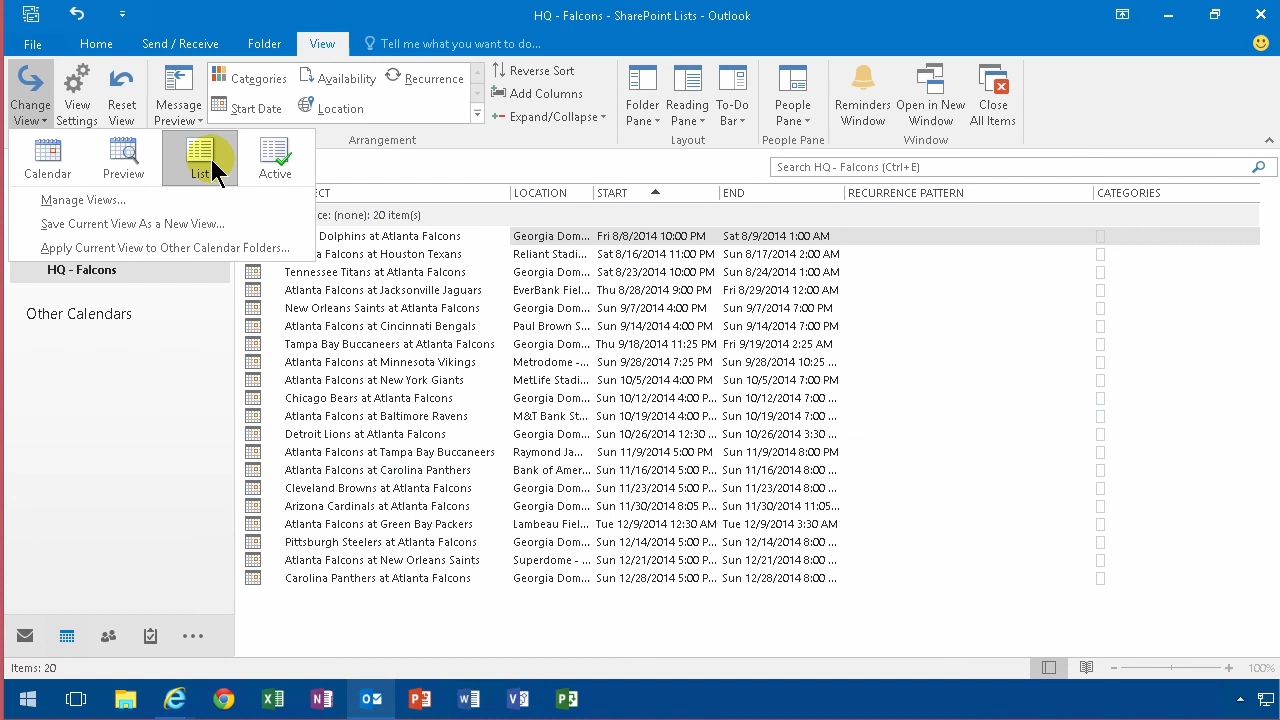 HQ - Falcons - SharePoint Lists - Outlook
File Home Send / Receive Folder View Tell me what you want to do...
Change View View Settings Reset View Message Preview
Categories Availability Recurrence
Start Date Location
Reverse Sort
Add Columns
Expand/Collapse
Folder Pane Reading Pane To-Do Bar People Pane Reminders Window Open in New Window Close All Items
Arrangement Layout People Pane Window
Calendar Preview List Active
Manage Views...
Save Current View As a New View...
Apply Current View to Other Calendar Folders...
HQ - Falcons
Other Calendars
Search HQ - Falcons (Ctrl+E)
ECT LOCATION START END RECURRENCE PATTERN CATEGORIES
ce: (none): 20 item(s)
Dolphins at Atlanta Falcons Georgia Dom... Fri 8/8/2014 10:00 PM Sat 8/9/2014 1:00 AM
a Falcons at Houston Texans Reliant Stadi... Sat 8/16/2014 11:00 PM Sun 8/17/2014 2:00 AM
Tennessee Titans at Atlanta Falcons Georgia Dom... Sat 8/23/2014 10:00 PM Sun 8/24/2014 1:00 AM
Atlanta Falcons at Jacksonville Jaguars EverBank Fiel... Thu 8/28/2014 9:00 PM Fri 8/29/2014 12:00 AM
New Orleans Saints at Atlanta Falcons Georgia Dom... Sun 9/7/2014 4:00 PM Sun 9/7/2014 7:00 PM
Atlanta Falcons at Cincinnati Bengals Paul Brown S... Sun 9/14/2014 4:00 PM Sun 9/14/2014 7:00 PM
Tampa Bay Buccaneers at Atlanta Falcons Georgia Dom... Thu 9/18/2014 11:25 PM Fri 9/19/2014 2:25 AM
Atlanta Falcons at Minnesota Vikings Metrodome -... Sun 9/28/2014 7:25 PM Sun 9/28/2014 10:25 ...
Atlanta Falcons at New York Giants MetLife Stadi... Sun 10/5/2014 4:00 PM Sun 10/5/2014 7:00 PM
Chicago Bears at Atlanta Falcons Georgia Dom... Sun 10/12/2014 4:00 P... Sun 10/12/2014 7:00 ...
Atlanta Falcons at Baltimore Ravens M&T Bank St... Sun 10/19/2014 4:00 P... Sun 10/19/2014 7:00 ...
Detroit Lions at Atlanta Falcons Georgia Dom... Sun 10/26/2014 12:30 ... Sun 10/26/2014 3:30 ...
Atlanta Falcons at Tampa Bay Buccaneers Raymond Ja... Sun 11/9/2014 5:00 PM Sun 11/9/2014 8:00 PM
Atlanta Falcons at Carolina Panthers Bank of Amer... Sun 11/16/2014 5:00 P... Sun 11/16/2014 8:00 ...
Cleveland Browns at Atlanta Falcons Georgia Dom... Sun 11/23/2014 5:00 P... Sun 11/23/2014 8:00 ...
Arizona Cardinals at Atlanta Falcons Georgia Dom... Sun 11/30/2014 8:05 P... Sun 11/30/2014 11:05...
Atlanta Falcons at Green Bay Packers Lambeau Fiel... Tue 12/9/2014 12:30 AM Tue 12/9/2014 3:30 AM
Pittsburgh Steelers at Atlanta Falcons Georgia Dom... Sun 12/14/2014 5:00 P... Sun 12/14/2014 8:00 ...
Atlanta Falcons at New Orleans Saints Superdome - ... Sun 12/21/2014 5:00 P... Sun 12/21/2014 8:00 ...
Carolina Panthers at Atlanta Falcons Georgia Dom... Sun 12/28/2014 5:00 P... Sun 12/28/2014 8:00 ...
Items: 20 100%